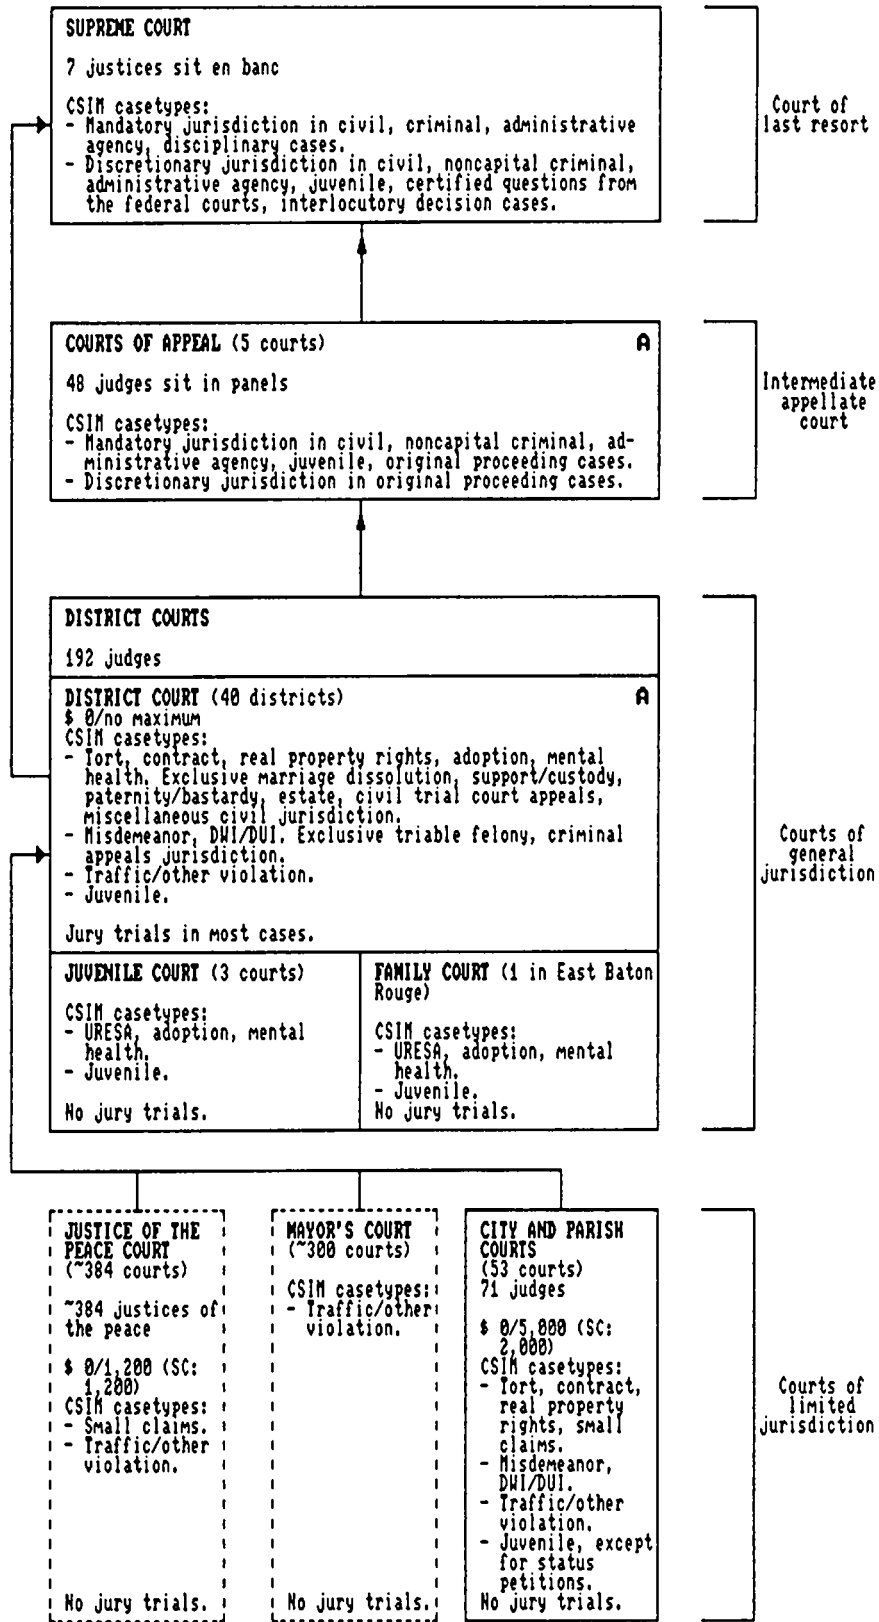 SUPREME COURT
7 justices sit en banc
CSIM casetypes:
- Mandatory jurisdiction in civil, criminal, administrative
agency, disciplinary cases.
- Discretionary jurisdiction in civil, noncapital criminal,
administrative agency, juvenile, certified questions from
the federal courts, interlocutory decision cases.
Court of
last resort
COURTS OF APPEAL (5 courts) A
48 judges sit in panels
CSIM casetypes:
- Mandatory jurisdiction in civil, noncapital criminal, ad-
ministrative agency, juvenile, original proceeding cases.
- Discretionary jurisdiction in original proceeding cases.
Intermediate
appellate
court
DISTRICT COURTS
192 judges
DISTRICT COURT (40 districts) A
$ 0/no maximum
CSIM casetypes:
- Tort, contract, real property rights, adoption, mental
health. Exclusive marriage dissolution, support/custody,
paternity/bastardy, estate, civil trial court appeals,
miscellaneous civil jurisdiction.
- Misdemeanor, DWI/DUI. Exclusive triable felony, criminal
appeals jurisdiction.
- Traffic/other violation.
- Juvenile.
Jury trials in most cases.
JUVENILE COURT (3 courts)
CSIM casetypes:
- URESA, adoption, mental
health.
- Juvenile.
No jury trials.
FAMILY COURT (1 in East Baton
Rouge)
CSIM casetypes:
- URESA, adoption, mental
health.
- Juvenile.
No jury trials.
Courts of
general
jurisdiction
JUSTICE OF THE
PEACE COURT
(~384 courts)
~384 justices of
the peace
$ 0/1,200 (SC:
1,200)
CSIM casetypes:
- Small claims.
- Traffic/other
violation.
No jury trials.
MAYOR'S COURT
(~300 courts)
CSIM casetypes:
- Traffic/other
violation.
No jury trials.
CITY AND PARISH
COURTS
(53 courts)
71 judges
$ 0/5,000 (SC:
2,000)
CSIM casetypes:
- Tort, contract,
real property
rights, small
claims.
- Misdemeanor,
DWI/DUI.
- Traffic/other
violation.
- Juvenile, except
for status
petitions.
No jury trials.
Courts of
limited
jurisdiction